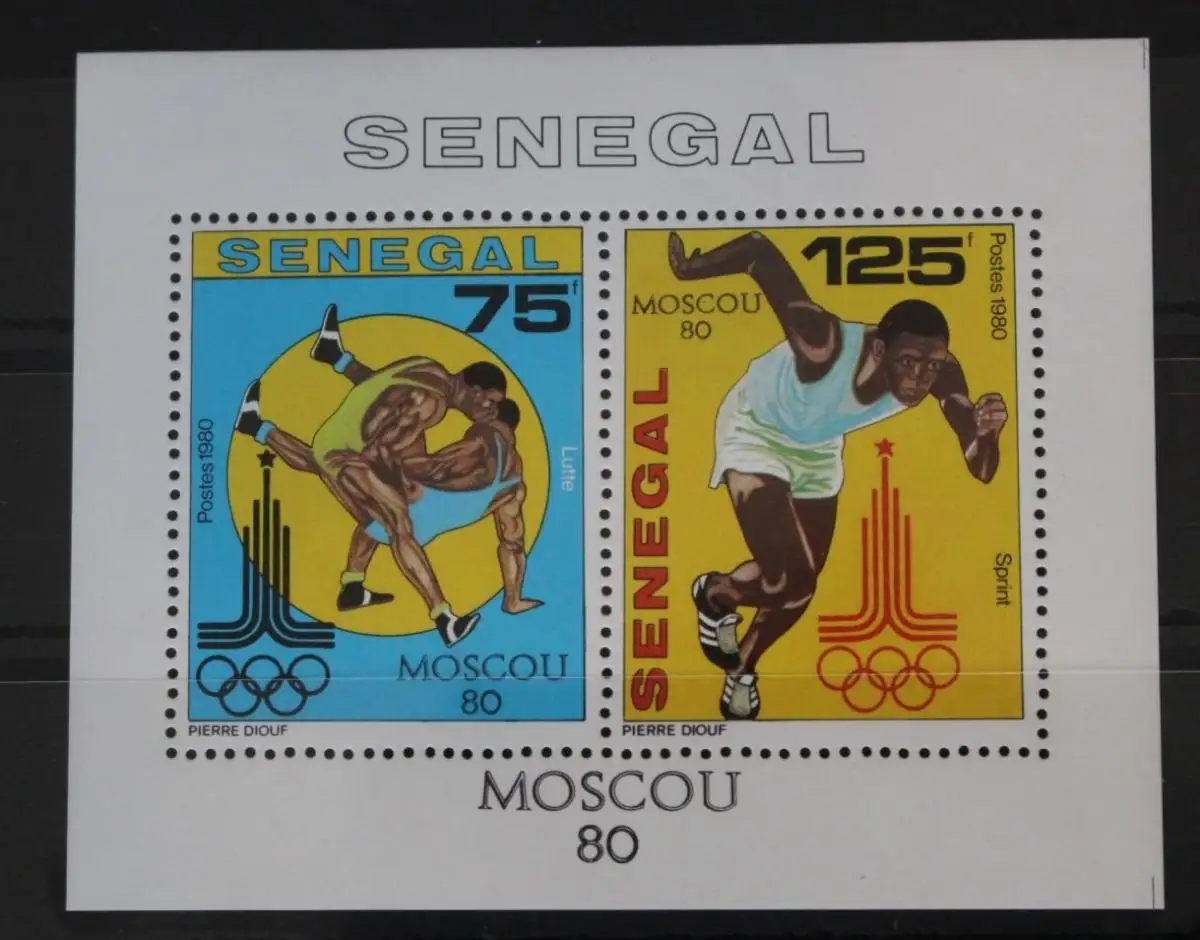 SENEGAL
SENEGAL
75f
Postes 1980
Lutte
MOSCOU
80
PIERRE DIOUF
125f
Postes 1980
MOSCOU
80
SENEGAL
Sprint
PIERRE DIOUF
MOSCOU
80